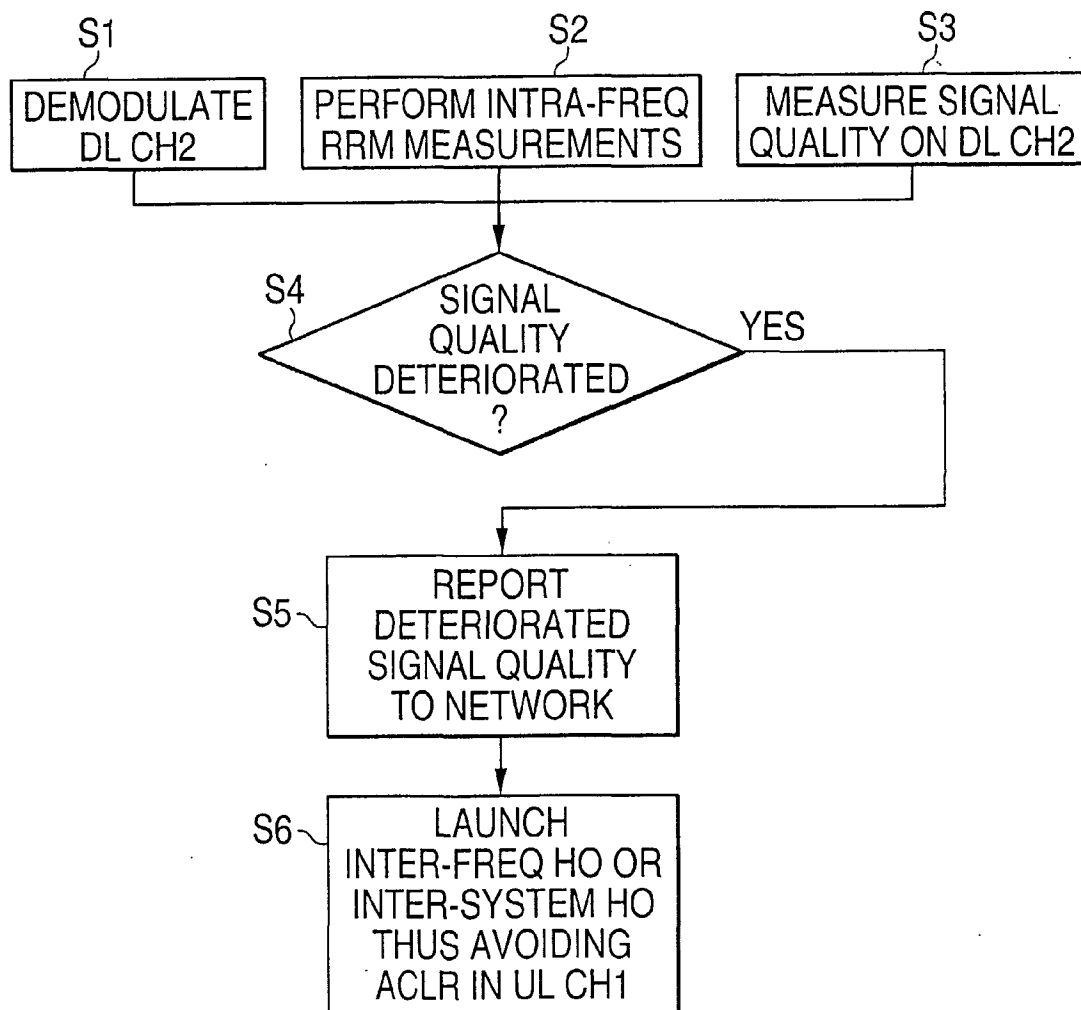 S1
DEMODULATE
DL CH2
S2
PERFORM INTRA-FREQ
RRM MEASUREMENTS
S3
MEASURE SIGNAL
QUALITY ON DL CH2
S4
SIGNAL
QUALITY
DETERIORATED
?
YES
S5
REPORT
DETERIORATED
SIGNAL QUALITY
TO NETWORK
S6
LAUNCH
INTER-FREQ HO OR
INTER-SYSTEM HO
THUS AVOIDING
ACLR IN UL CH1